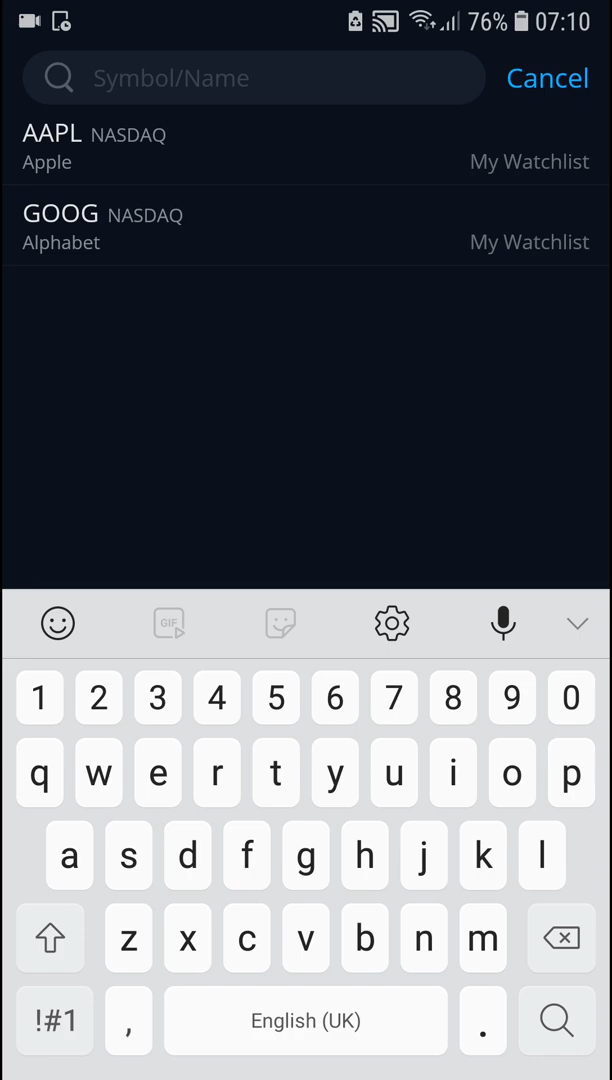 76% 07:10
Symbol/Name Cancel
AAPL NASDAQ
Apple My Watchlist
GOOG NASDAQ
Alphabet My Watchlist
GIF
1 2 3 4 5 6 7 8 9 0
q w e r t y u i o p
a s d f g h j k l
z x c v b n m
!#1 , English (UK) .